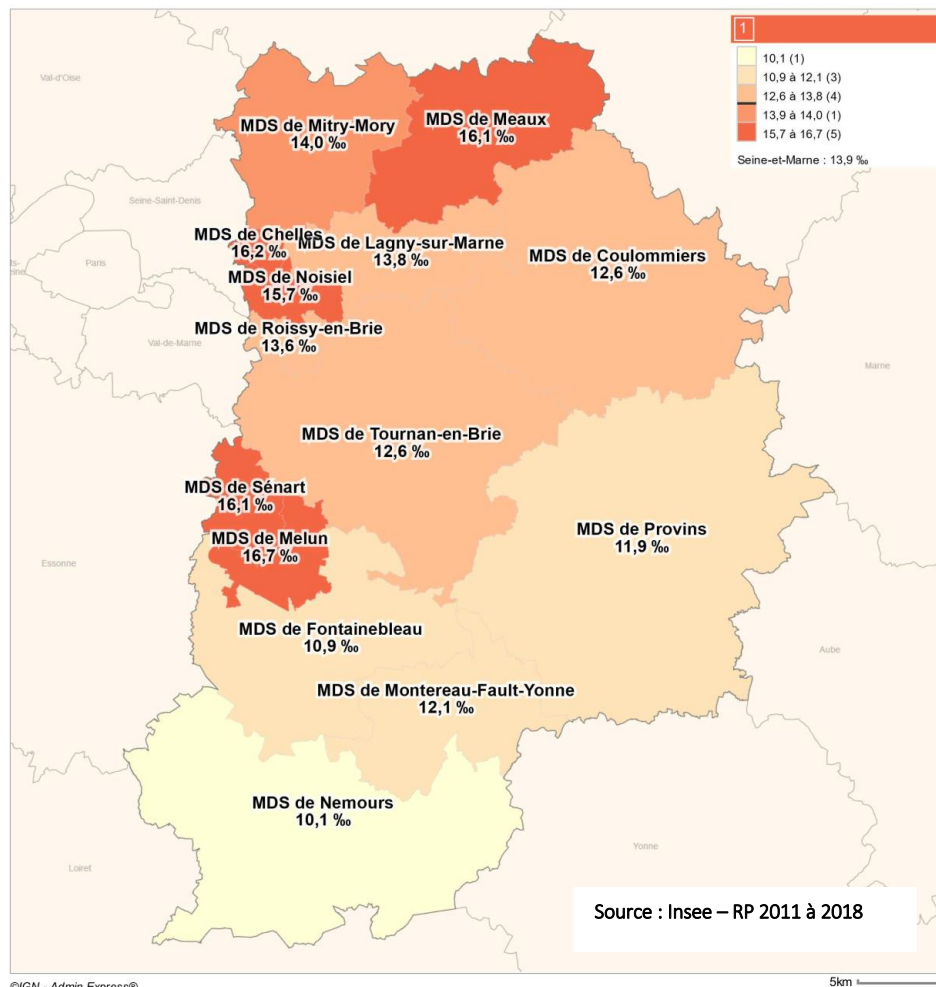 1
10,1 (1)
10,9 à 12,1 (3)
12,6 à 13,8 (4)
13,9 à 14,0 (1)
15,7 à 16,7 (5)
Seine-et-Marne : 13,9 ‰
Val-d'Oise
MDS de Mitry-Mory
14,0 ‰
MDS de Meaux
16,1 ‰
Seine-Saint-Denis
MDS de Chelles
16,2 ‰
MDS de Lagny-sur-Marne
13,8 ‰
MDS de Coulommiers
12,6 ‰
Paris
MDS de Noisiel
15,7 ‰
MDS de Roissy-en-Brie
13,6 ‰
Val-de-Marne
Marne
MDS de Tournan-en-Brie
12,6 ‰
MDS de Sénart
16,1 ‰
MDS de Melun
16,7 ‰
MDS de Provins
11,9 ‰
Essonne
MDS de Fontainebleau
10,9 ‰
Aube
MDS de Montereau-Fault-Yonne
12,1 ‰
MDS de Nemours
10,1 ‰
Loiret
Yonne
Source : Insee – RP 2011 à 2018
©IGN - Admin Express®
5km